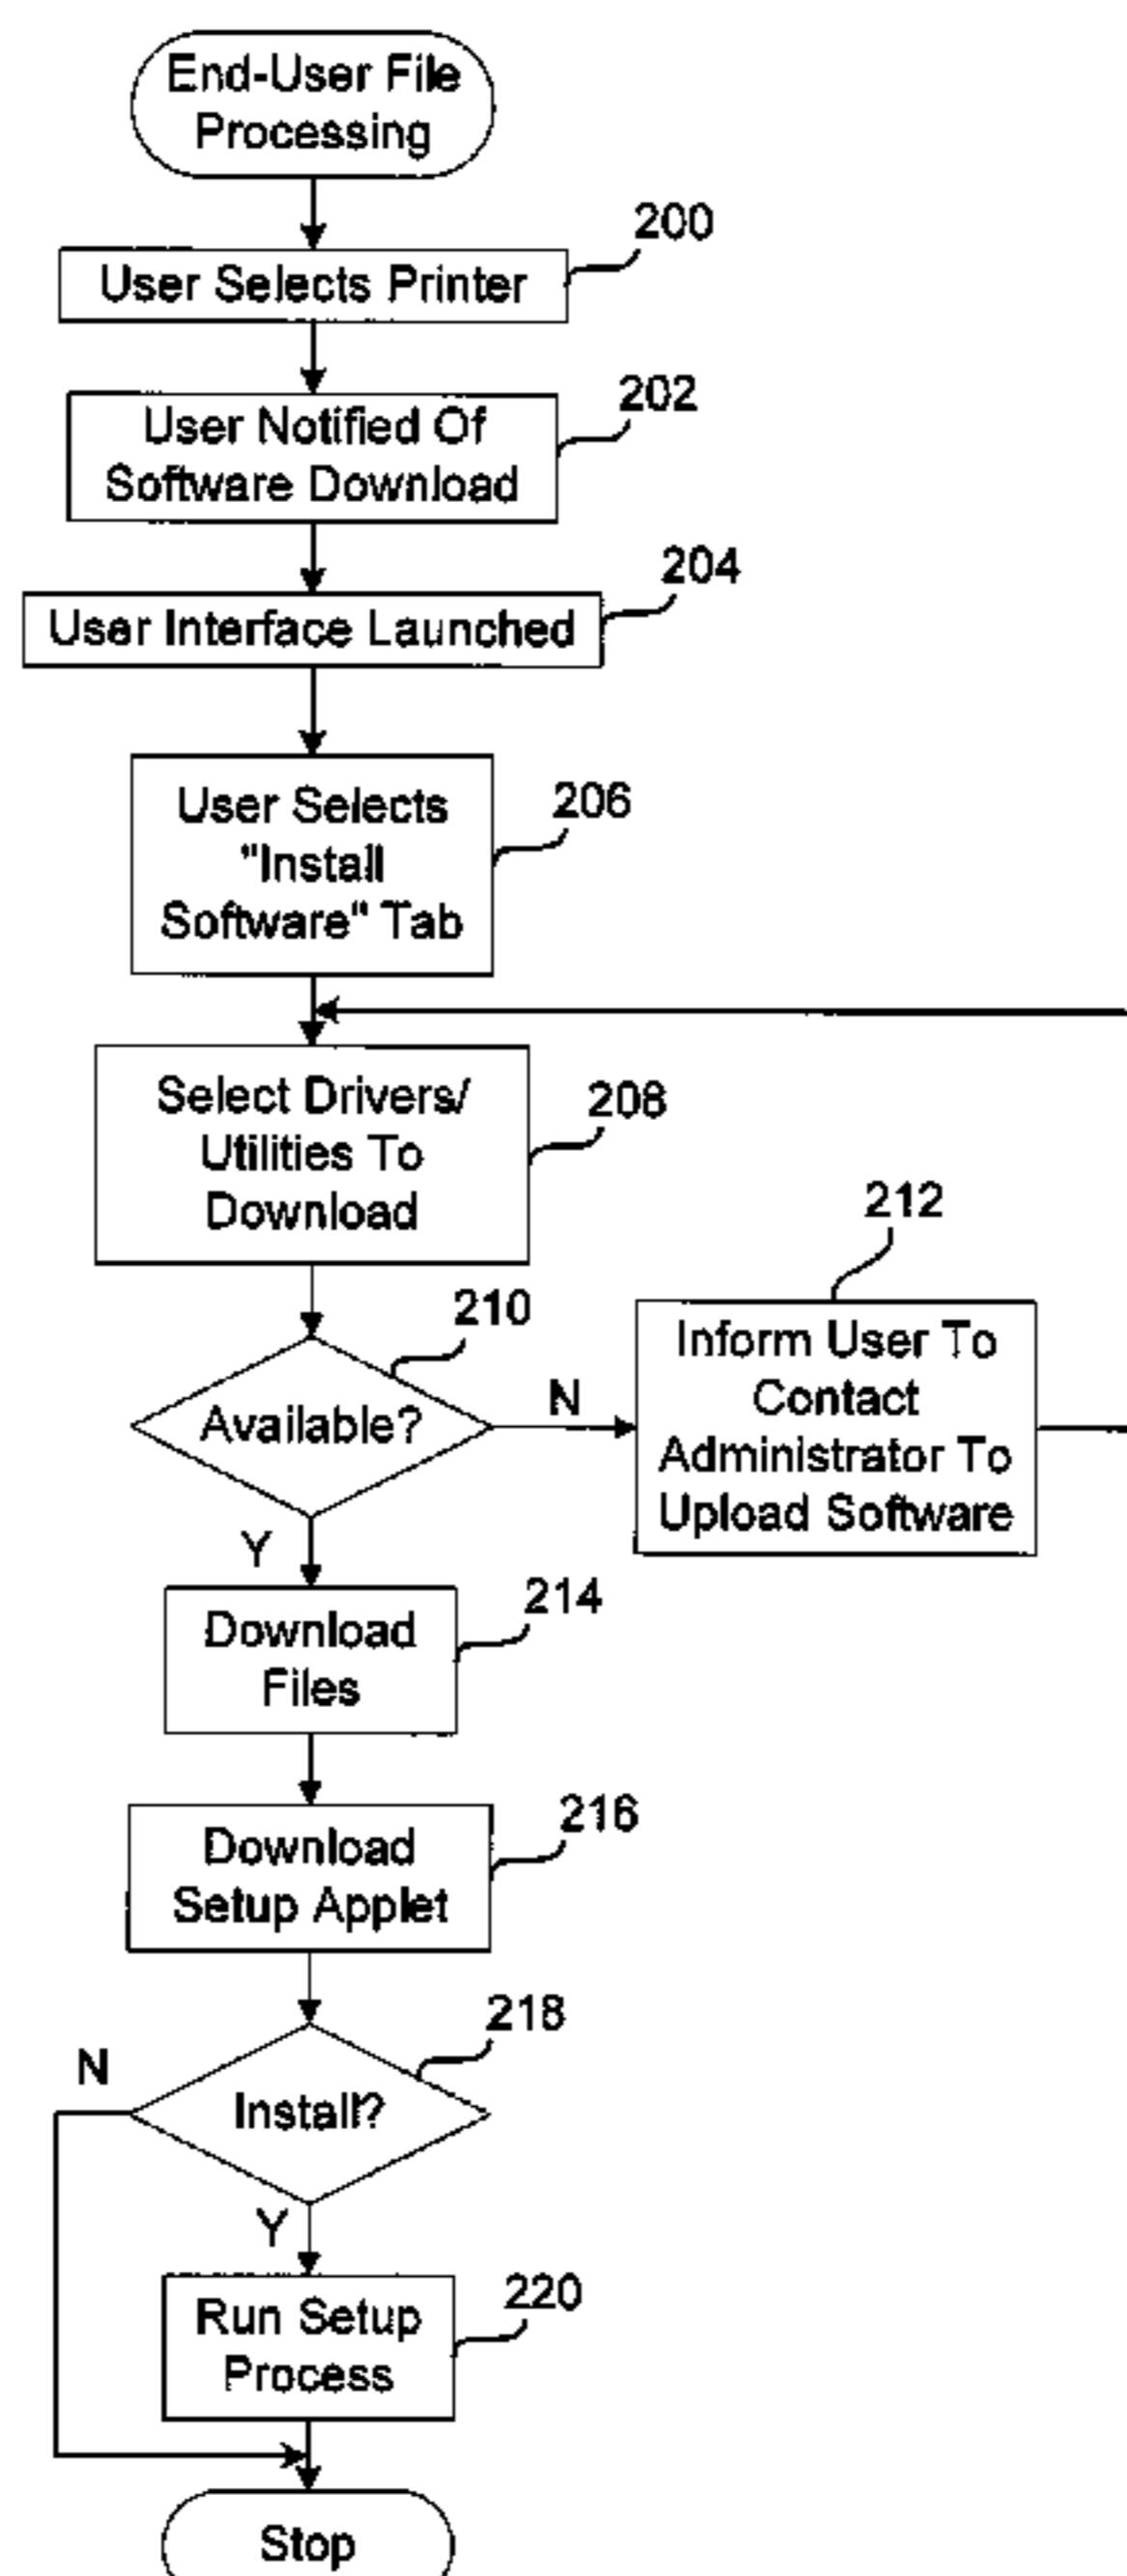 End-User File
Processing
200
User Selects Printer
202
User Notified Of
Software Download
204
User Interface Launched
206
User Selects
"Install
Software" Tab
208
Select Drivers/
Utilities To
Download
210
Available?
N
212
Inform User To
Contact
Administrator To
Upload Software
Y
214
Download
Files
216
Download
Setup Applet
218
N
Install?
Y
220
Run Setup
Process
Stop